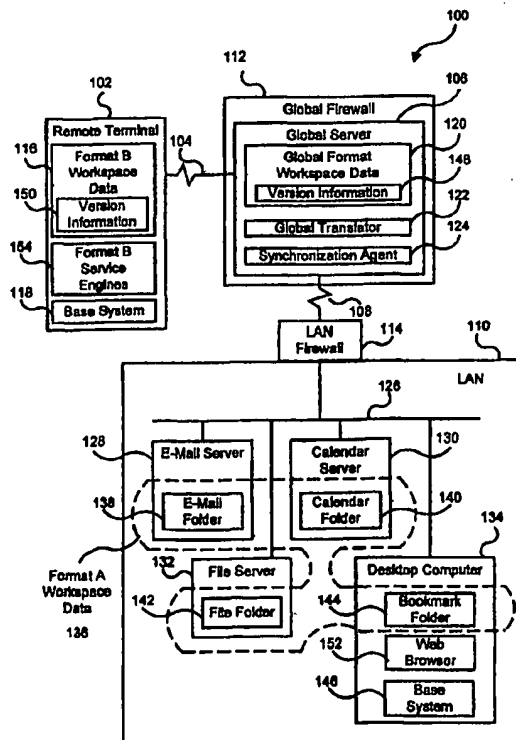 100
112
106
102
Global Firewall
Remote Terminal
Global Server
120
116
104
Format B
Workspace
Data
Global Format
Workspace Data
148
150
Version
Information
Version Information
122
Global Translator
164
Format B
Service
Engines
124
Synchronization Agent
118
Base System
108
LAN
Firewall
114
110
LAN
126
128
E-Mail Server
Calendar
Server
130
138
E-Mail
Folder
Calendar
Folder
140
134
132
File Server
Desktop Computer
Format A
Workspace
Data
136
142
File Folder
144
Bookmark
Folder
152
Web
Browser
146
Base
System